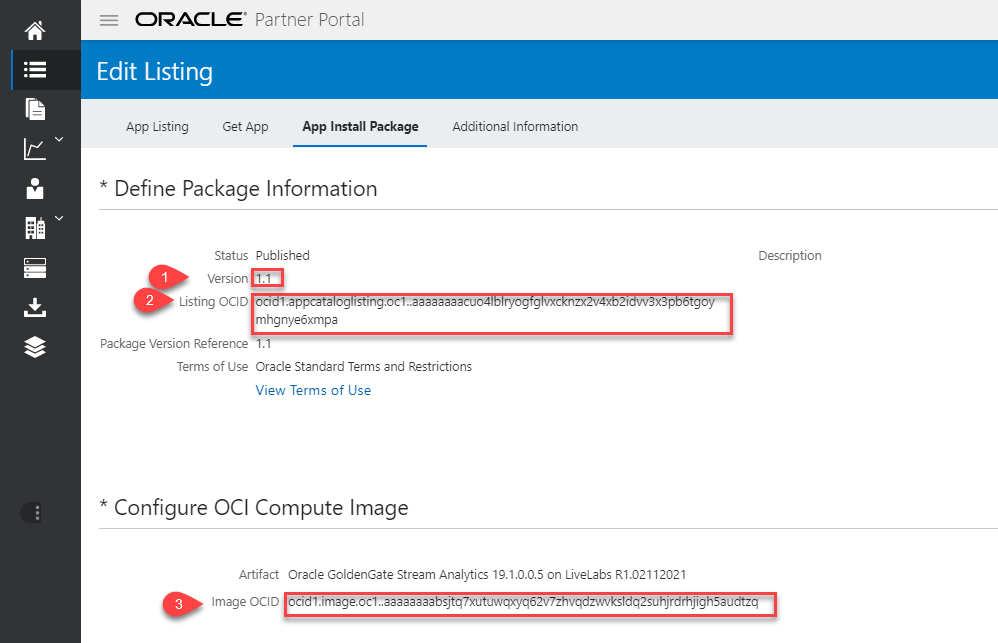 ORACLE® Partner Portal
Edit Listing
App Listing Get App App Install Package Additional Information
* Define Package Information
Status Published Description
1 Version 1.1
2 Listing OCID ocid1.appcataloglisting.oc1..aaaaaaaacuo4lblryogfglvxcknzx2v4xb2idvv3x3pb6tgoy
mhgnye6xmpa
Package Version Reference 1.1
Terms of Use Oracle Standard Terms and Restrictions
View Terms of Use
* Configure OCI Compute Image
Artifact Oracle GoldenGate Stream Analytics 19.1.0.0.5 on LiveLabs R1.02112021
3 Image OCID ocid1.image.oc1..aaaaaaaabsjtq7xutuwqxyq62v7zhvqdzwvksldq2suhjrdrhjigh5audtzq